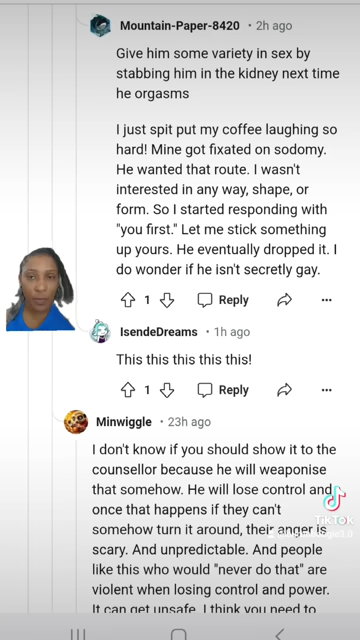 Mountain-Paper-8420 • 2h ago
Give him some variety in sex by
stabbing him in the kidney next time
he orgasms
I just spit put my coffee laughing so
hard! Mine got fixated on sodomy.
He wanted that route. I wasn't
interested in any way, shape, or
form. So I started responding with
"you first." Let me stick something
up yours. He eventually dropped it. I
do wonder if he isn't secretly gay.
1 Reply
IsendeDreams • 1h ago
This this this this this!
1 Reply
Minwiggle • 23h ago
I don't know if you should show it to the
counsellor because he will weaponise
that somehow. He will lose control and
once that happens if they can't
somehow turn it around, their anger is
scary. And unpredictable. And people
like this who would "never do that" are
violent when losing control and power.
It can get unsafe. I think you need to
TikTok